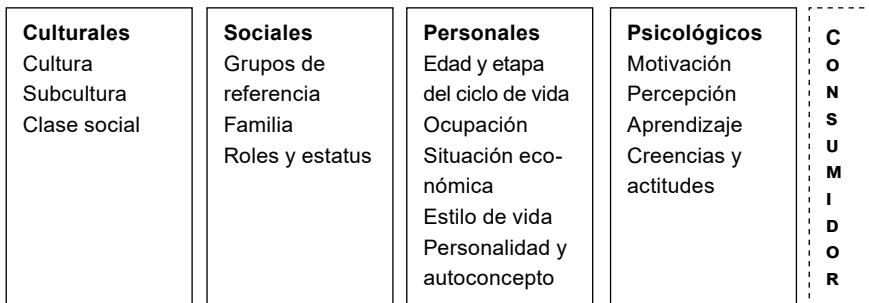 Culturales
Cultura
Subcultura
Clase social
Sociales
Grupos de
referencia
Familia
Roles y estatus
Personales
Edad y etapa
del ciclo de vida
Ocupación
Situación eco-
nómica
Estilo de vida
Personalidad y
autoconcepto
Psicológicos
Motivación
Percepción
Aprendizaje
Creencias y
actitudes
C
O
N
S
U
M
I
D
O
R